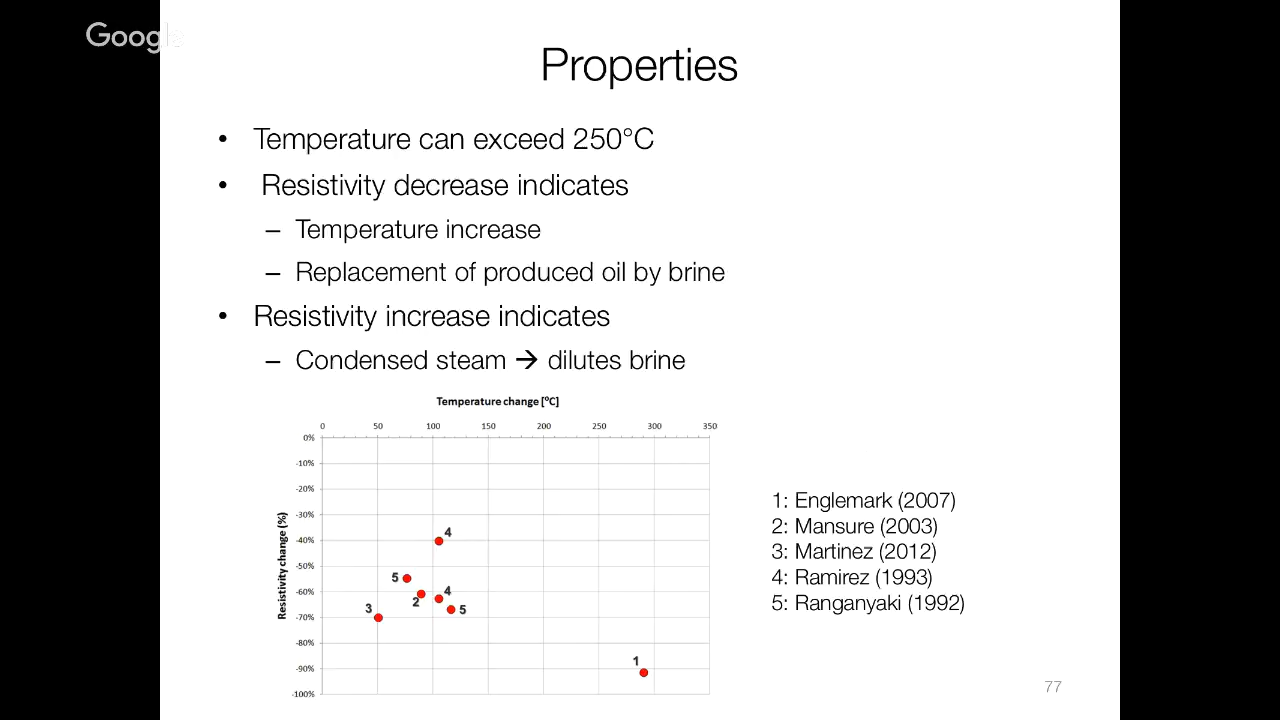 Google
Properties
• Temperature can exceed 250°C
• Resistivity decrease indicates
– Temperature increase
– Replacement of produced oil by brine
• Resistivity increase indicates
– Condensed steam → dilutes brine
Temperature change [°C]
0 50 100 150 200 250 300 350
0%
-10%
-20%
-30%
-40%
-50%
-60%
-70%
-80%
-90%
-100%
Resistivity change (%)
4
5
4
2
3
5
1
1: Englemark (2007)
2: Mansure (2003)
3: Martinez (2012)
4: Ramirez (1993)
5: Ranganyaki (1992)
77